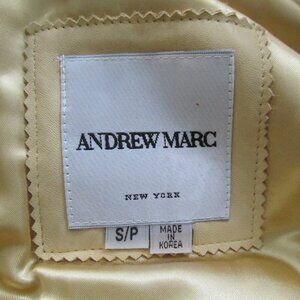 ANDREW MARC
NEW YORK
S/P
MADE
IN
KOREA